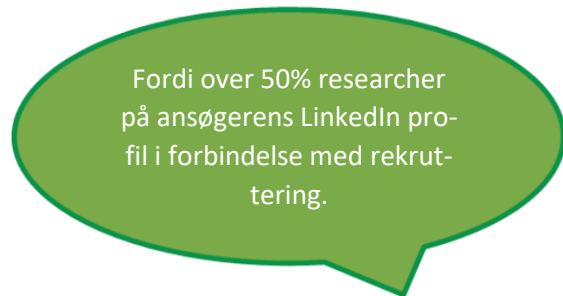 Fordi over 50% researcher
på ansøgerens LinkedIn pro-
fil i forbindelse med rekrut-
tering.